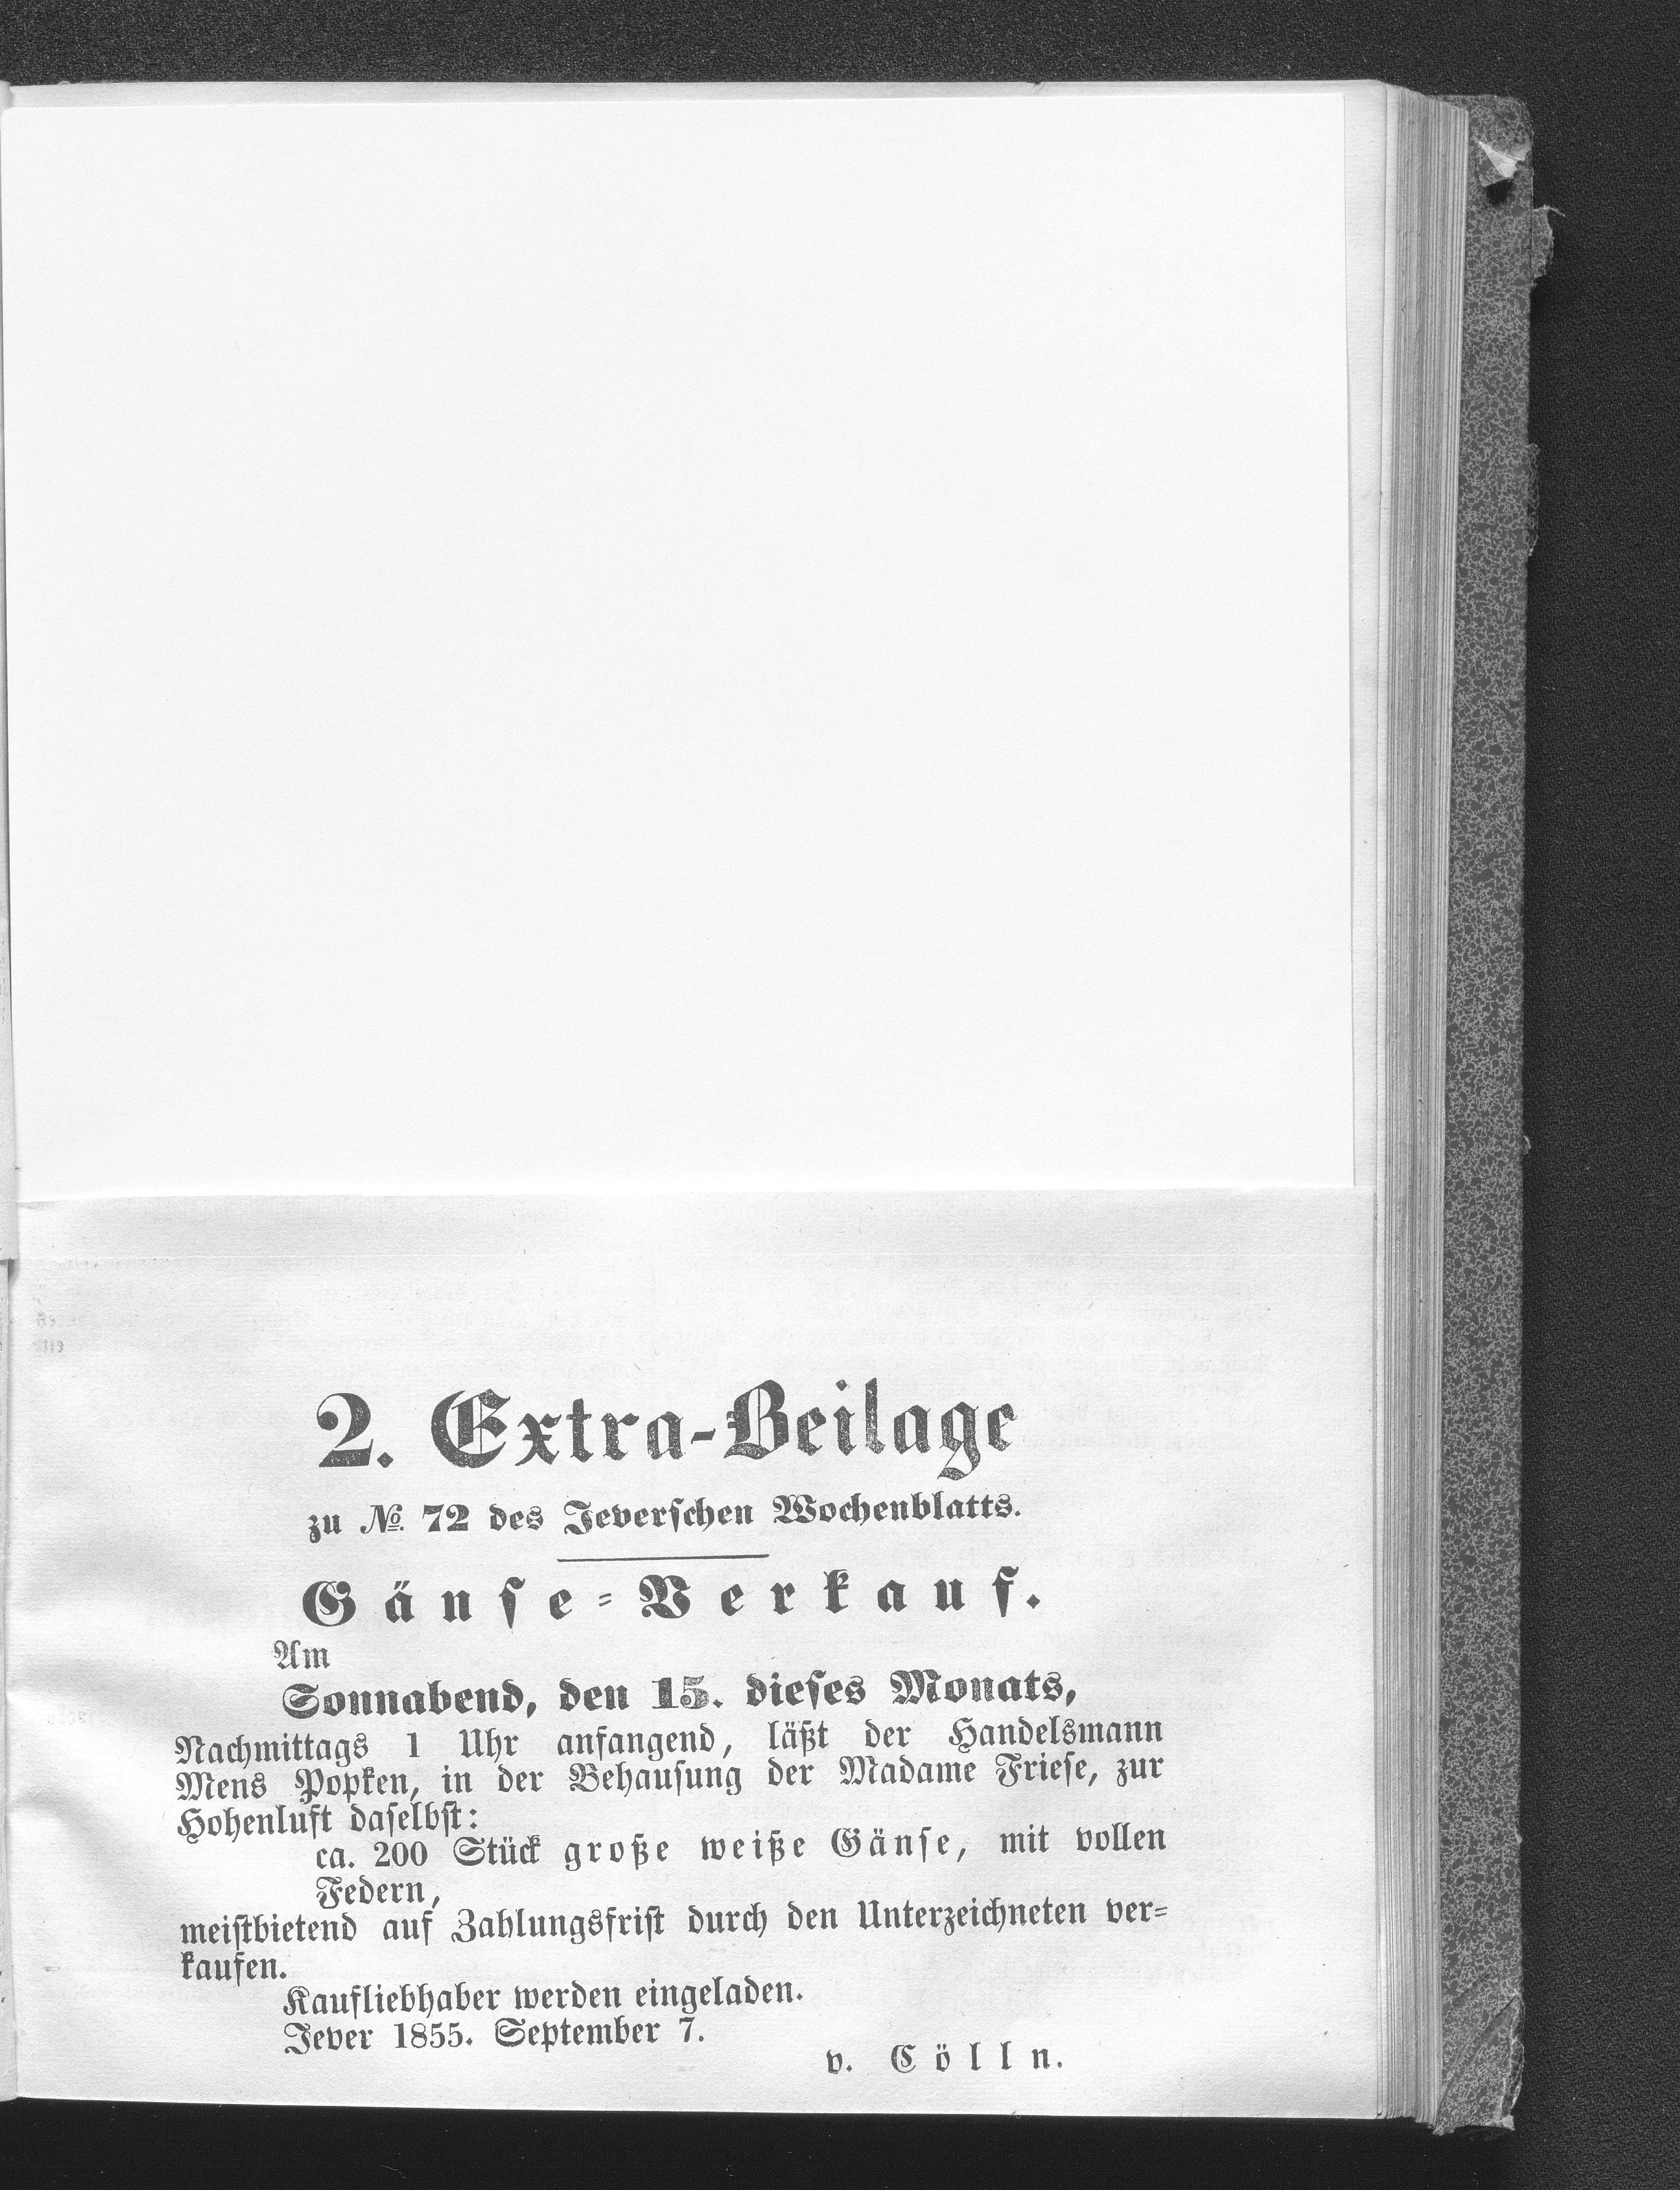 2. Extra-Beilage
zu No. 72 des Jeverschen Wochenblatts.
Gänse-Verkauf.
Am
Sonnabend, den 15. dieses Monats,
Nachmittags 1 Uhr anfangend, läßt der Handelsmann
Mens Popken, in der Behausung der Madame Friese, zur
Hohenluft daselbst:
ca. 200 Stück große weiße Gänse, mit vollen
Federn,
meistbietend auf Zahlungsfrist durch den Unterzeichneten ver-
kaufen.
Kaufliebhaber werden eingeladen.
Jever 1855. September 7.
v. Cölln.